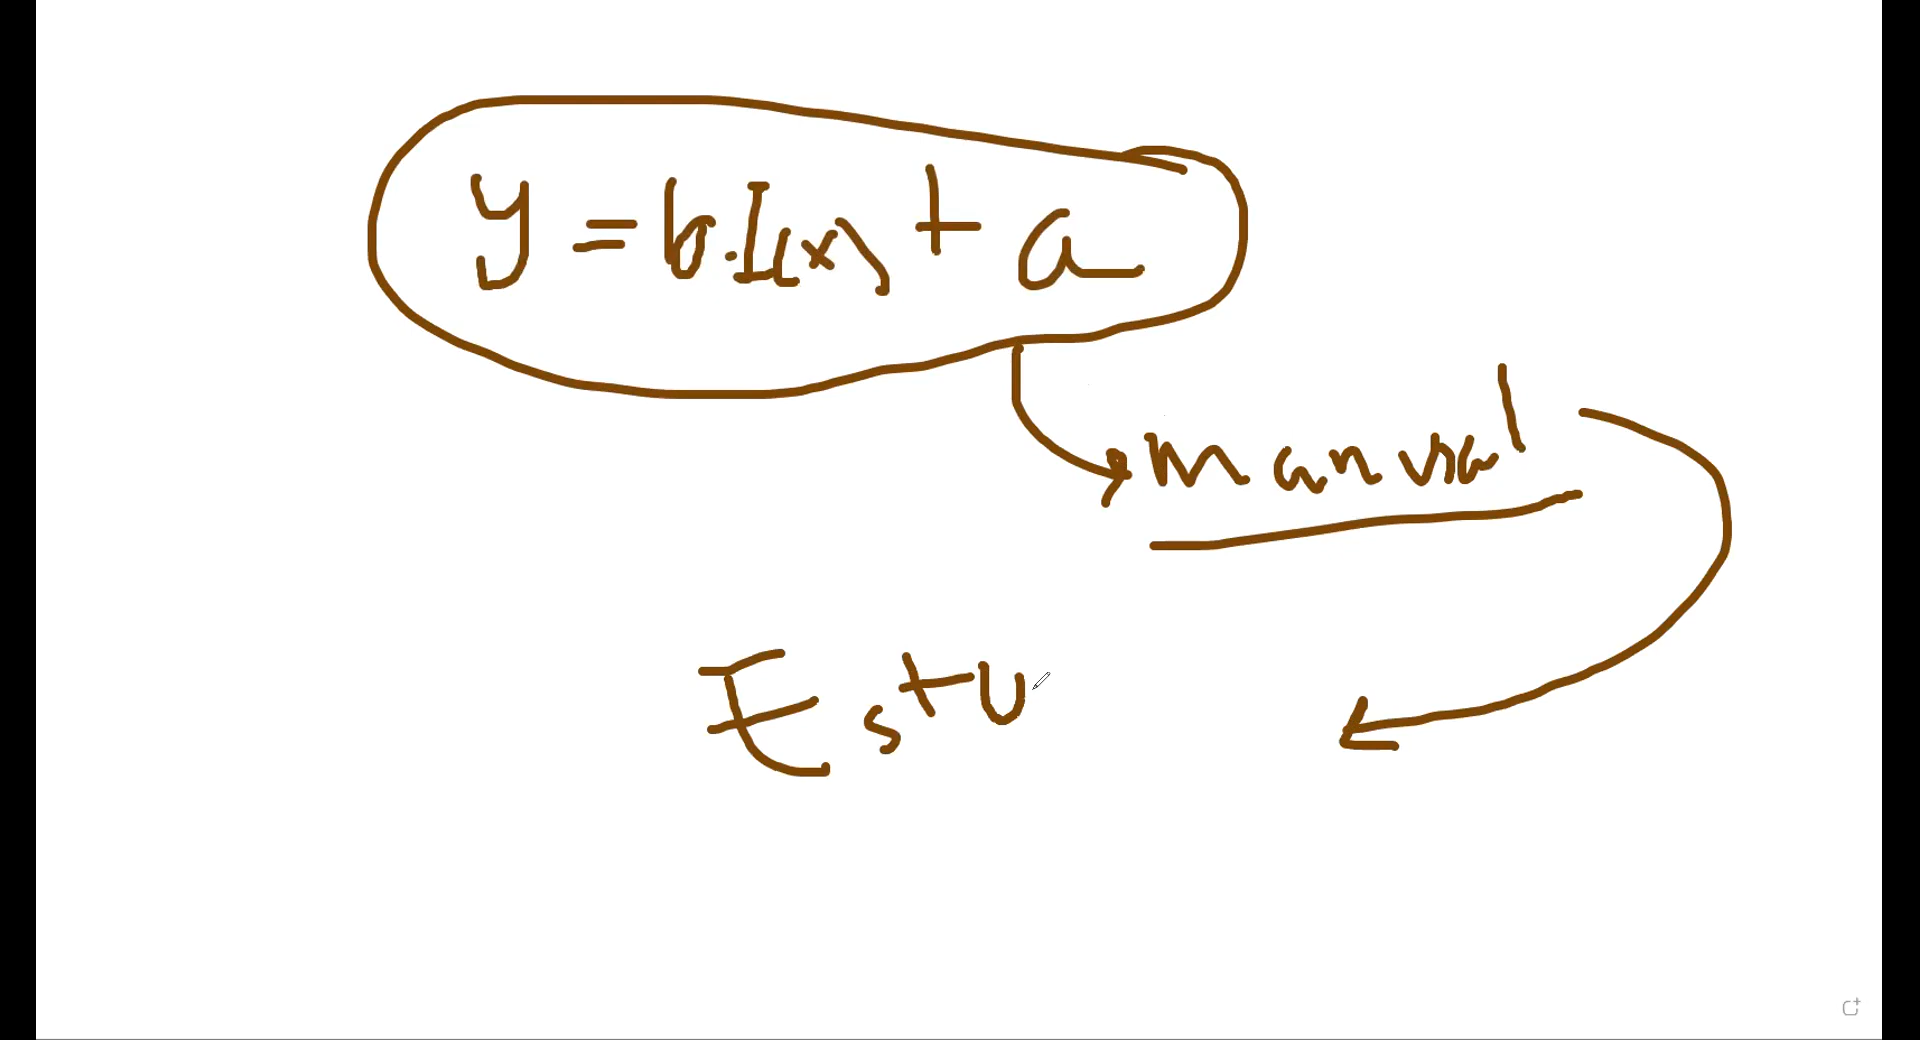 y = b.I(x) + a
manual
Estu